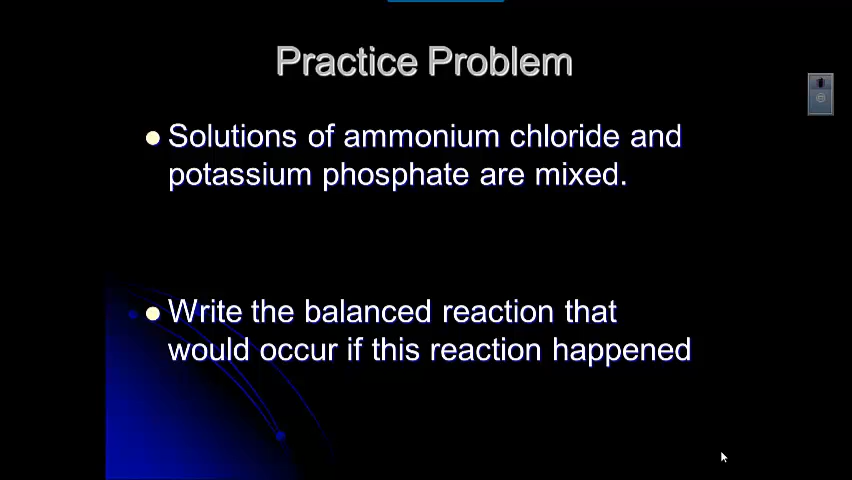 Practice Problem
Solutions of ammonium chloride and
potassium phosphate are mixed.
Write the balanced reaction that
would occur if this reaction happened